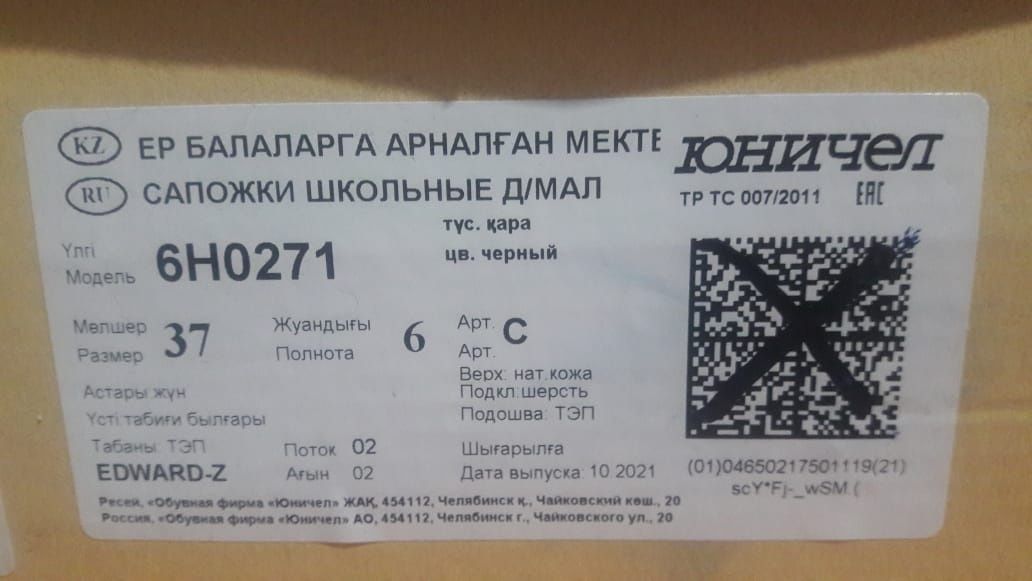 KZ ЕР БАЛАЛАРГА АРНАЛҒАН МЕКТЕ
ЮНИЧЕЛ
RU САПОЖКИ ШКОЛЬНЫЕ Д/МАЛ
ТР ТС 007/2011 ЕАС
түс. қара
цв. черный
Үлгі
Модель 6Н0271
Мөлшер
Размер 37
Жуандығы
Полнота 6
Арт. С
Арт.
Верх: нат.кожа
Подкл:шерсть
Подошва: ТЭП
Астары:жүн
Үсті:табиғи былғары
Табаны: ТЭП
EDWARD-Z
Поток 02
Ағын 02
Шығарылға
Дата выпуска: 10.2021
(01)04650217501119(21)
scY*Fj-_wSM.(
Ресей, «Обувная фирма «Юничел» ЖАҚ, 454112, Челябинск қ., Чайковский көш., 20
Россия, «Обувная фирма «Юничел» АО, 454112, Челябинск г., Чайковского ул., 20